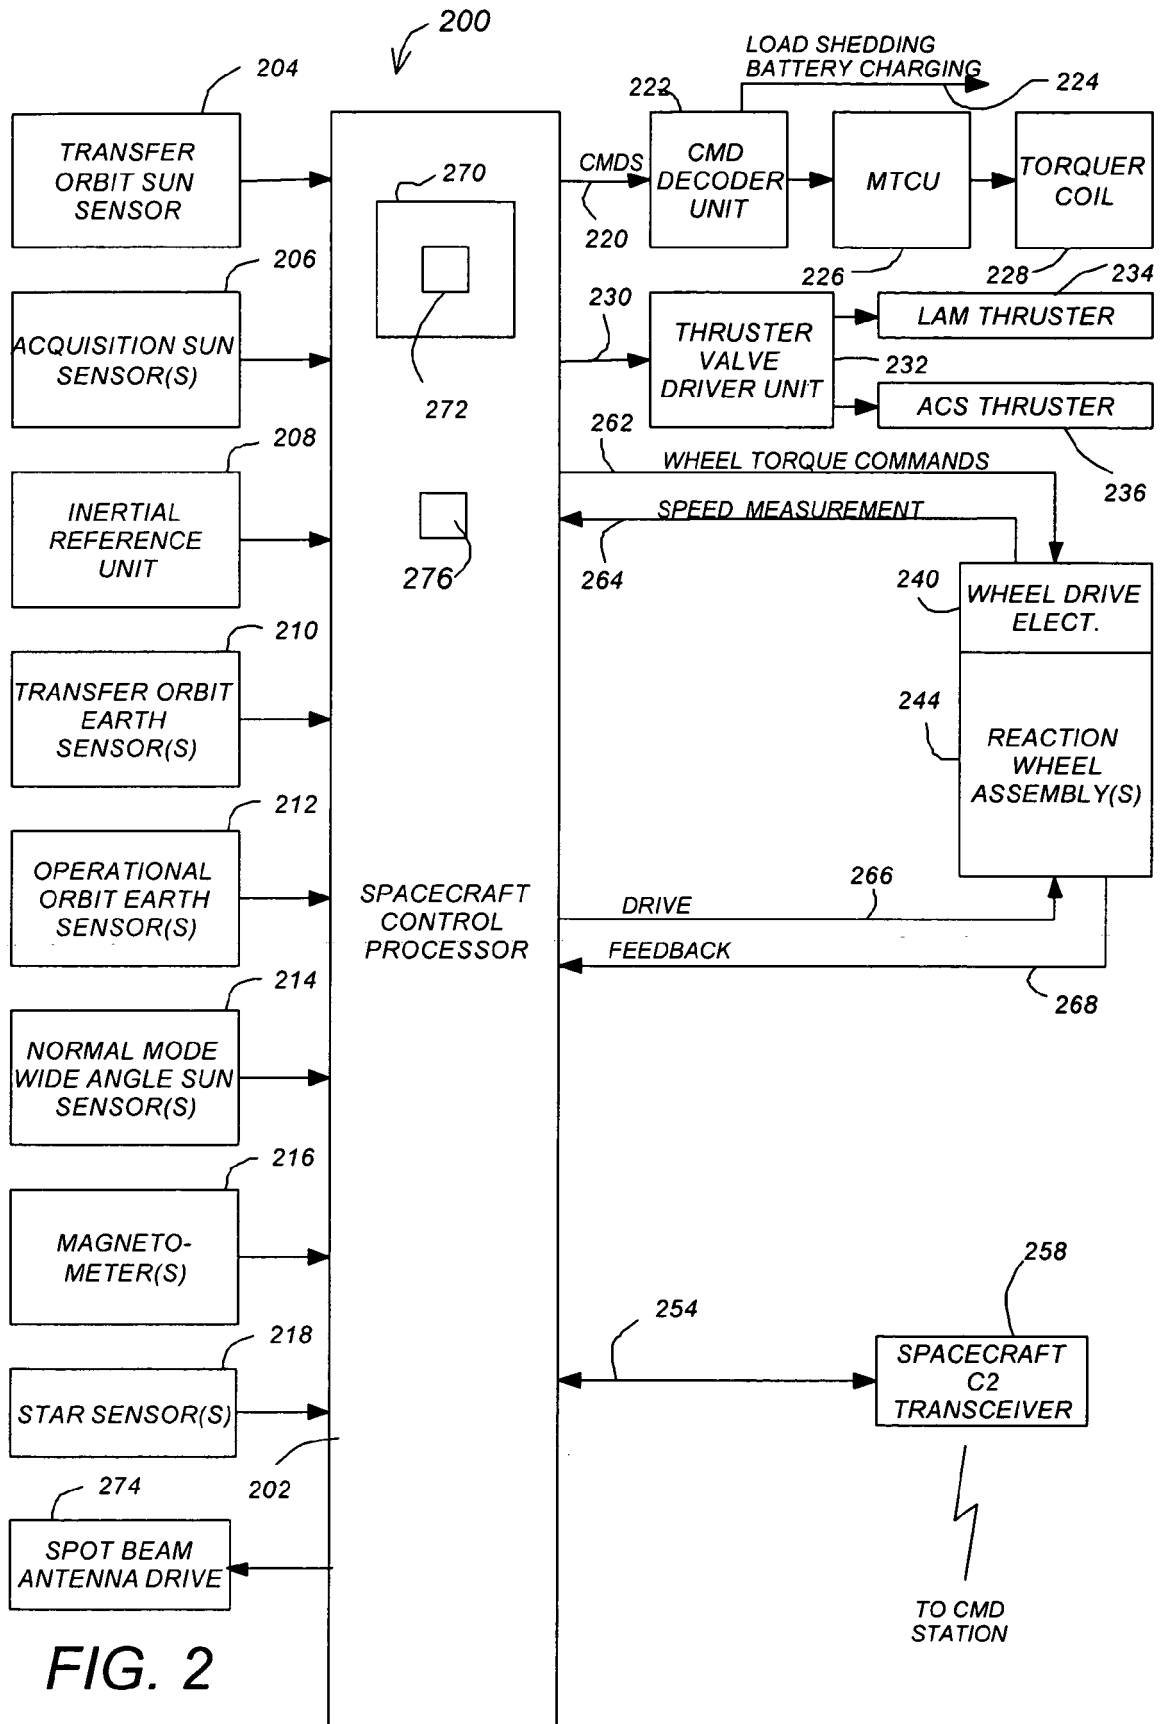 200
LOAD SHEDDING
BATTERY CHARGING
204
222
224
TRANSFER
ORBIT SUN
SENSOR
270
CMDS
220
CMD
DECODER
UNIT
MTCU
TORQUER
COIL
206
226
228
234
272
230
ACQUISITION SUN
SENSOR(S)
THRUSTER
VALVE
DRIVER UNIT
232
LAM THRUSTER
ACS THRUSTER
208
262
236
WHEEL TORQUE COMMANDS
SPEED MEASUREMENT
264
INERTIAL
REFERENCE
UNIT
276
240
WHEEL DRIVE
ELECT.
210
TRANSFER ORBIT
EARTH
SENSOR(S)
244
REACTION
WHEEL
ASSEMBLY(S)
212
OPERATIONAL
ORBIT EARTH
SENSOR(S)
SPACECRAFT
CONTROL
PROCESSOR
266
DRIVE
FEEDBACK
268
214
NORMAL MODE
WIDE ANGLE SUN
SENSOR(S)
216
MAGNETO-
METER(S)
258
254
218
STAR SENSOR(S)
SPACECRAFT
C2
TRANSCEIVER
202
274
SPOT BEAM
ANTENNA DRIVE
TO CMD
STATION
FIG. 2